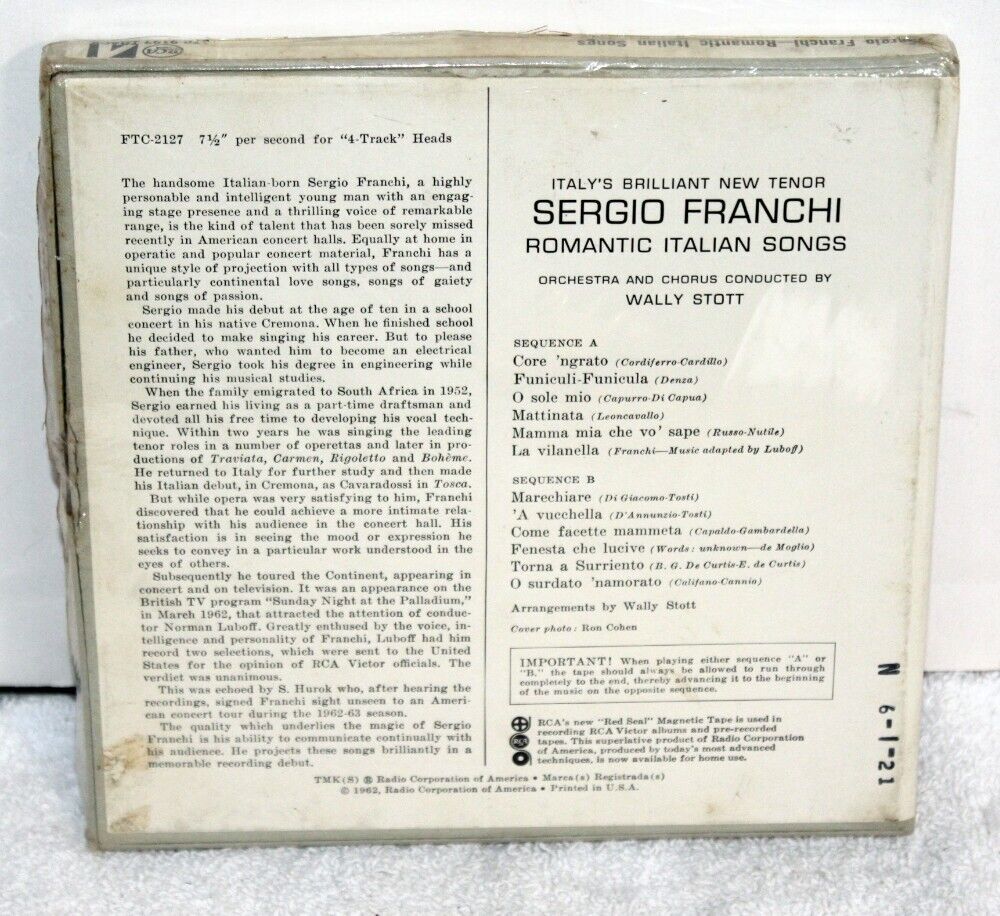 Sergio Franchi—Romantic Italian Songs
RCA
FTC-2127 7½" per second for "4-Track" Heads
The handsome Italian-born Sergio Franchi, a highly
personable and intelligent young man with an engag-
ing stage presence and a thrilling voice of remarkable
range, is the kind of talent that has been sorely missed
recently in American concert halls. Equally at home in
operatic and popular concert material, Franchi has a
unique style of projection with all types of songs—and
particularly continental love songs, songs of gaiety
and songs of passion.
Sergio made his debut at the age of ten in a school
concert in his native Cremona. When he finished school
he decided to make singing his career. But to please
his father, who wanted him to become an electrical
engineer, Sergio took his degree in engineering while
continuing his musical studies.
When the family emigrated to South Africa in 1952,
Sergio earned his living as a part-time draftsman and
devoted all his free time to developing his vocal tech-
nique. Within two years he was singing the leading
tenor roles in a number of operettas and later in pro-
ductions of Traviata, Carmen, Rigoletto and Bohème.
He returned to Italy for further study and then made
his Italian debut, in Cremona, as Cavaradossi in Tosca.
But while opera was very satisfying to him, Franchi
discovered that he could achieve a more intimate rela-
tionship with his audience in the concert hall. His
satisfaction is in seeing the mood or expression he
seeks to convey in a particular work understood in the
eyes of others.
Subsequently he toured the Continent, appearing in
concert and on television. It was an appearance on the
British TV program "Sunday Night at the Palladium,"
in March 1962, that attracted the attention of conduc-
tor Norman Luboff. Greatly enthused by the voice, in-
telligence and personality of Franchi, Luboff had him
record two selections, which were sent to the United
States for the opinion of RCA Victor officials. The
verdict was unanimous.
This was echoed by S. Hurok who, after hearing the
recordings, signed Franchi sight unseen to an Ameri-
can concert tour during the 1962-63 season.
The quality which underlies the magic of Sergio
Franchi is his ability to communicate continually with
his audience. He projects these songs brilliantly in a
memorable recording debut.
ITALY'S BRILLIANT NEW TENOR
SERGIO FRANCHI
ROMANTIC ITALIAN SONGS
ORCHESTRA AND CHORUS CONDUCTED BY
WALLY STOTT
SEQUENCE A
Core 'ngrato (Cordiferro-Cardillo)
Funiculi-Funicula (Denza)
O sole mio (Capurro-Di Capua)
Mattinata (Leoncavallo)
Mamma mia che vo' sape (Russo-Nutile)
La vilanella (Franchi—Music adapted by Luboff)
SEQUENCE B
Marechiare (Di Giacomo-Tosti)
'A vucchella (D'Annunzio-Tosti)
Come facette mammeta (Capaldo-Gambardella)
Fenesta che lucive (Words: unknown—de Moglio)
Torna a Surriento (B. G. De Curtis-E. de Curtis)
O surdato 'namorato (Califano-Cannio)
Arrangements by Wally Stott
Cover photo: Ron Cohen
IMPORTANT! When playing either sequence "A" or
"B," the tape should always be allowed to run through
completely to the end, thereby advancing it to the beginning
of the music on the opposite sequence.
RCA
RCA's new "Red Seal" Magnetic Tape is used in
recording RCA Victor albums and pre-recorded
tapes. This superlative product of Radio Corporation
of America, produced by today's most advanced
techniques, is now available for home use.
N 6-1-21
TMK(S) ® Radio Corporation of America • Marca(s) Registrada(s)
© 1962, Radio Corporation of America • Printed in U.S.A.